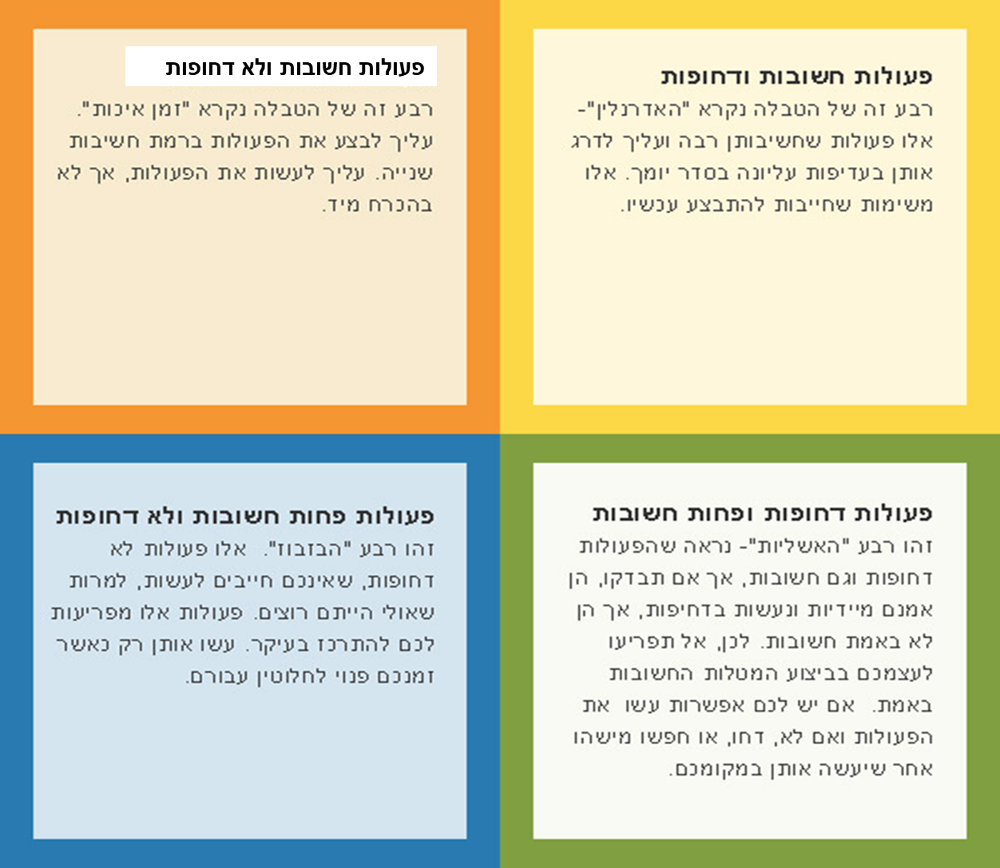 פעולות חשובות ודחופות
רבע זה של הטבלה נקרא "האדרנלין"-
אלו פעולות שחשיבותן רבה ועליך לדרג
אותן בעדיפות עליונה בסדר יומך. אלו
משימות שחייבות להתבצע עכשיו.
פעולות חשובות ולא דחופות
רבע זה של הטבלה נקרא "זמן איכות".
עליך לבצע את הפעולות ברמת חשיבות
שנייה. עליך לעשות את הפעולות, אך לא
בהכרח מיד.
פעולות דחופות ופחות חשובות
זהו רבע "האשליות"- נראה שהפעולות
דחופות וגם חשובות, אך אם תבדקו, הן
אמנם מיידיות ונעשות בדחיפות, אך הן
לא באמת חשובות. לכן, אל תפריעו
לעצמכם בביצוע המטלות החשובות
באמת. אם יש לכם אפשרות עשו את
הפעולות ואם לא, דחו, או חפשו מישהו
אחר שיעשה אותן במקומכם.
פעולות פחות חשובות ולא דחופות
זהו רבע "הבזבוז". אלו פעולות לא
דחופות, שאינכם חייבים לעשות, למרות
שאולי הייתם רוצים. פעולות אלו מפריעות
לכם להתרכז בעיקר. עשו אותן רק כאשר
זמנכם פנוי לחלוטין עבורם.